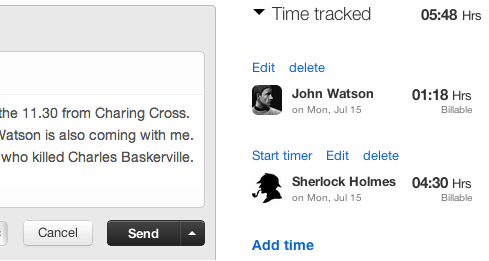 the 11.30 from Charing Cross.
Watson is also coming with me.
who killed Charles Baskerville.
Cancel
Send
Time tracked 05:48 Hrs
Edit delete
John Watson 01:18 Hrs
on Mon, Jul 15 Billable
Start timer Edit delete
Sherlock Holmes 04:30 Hrs
on Mon, Jul 15 Billable
Add time